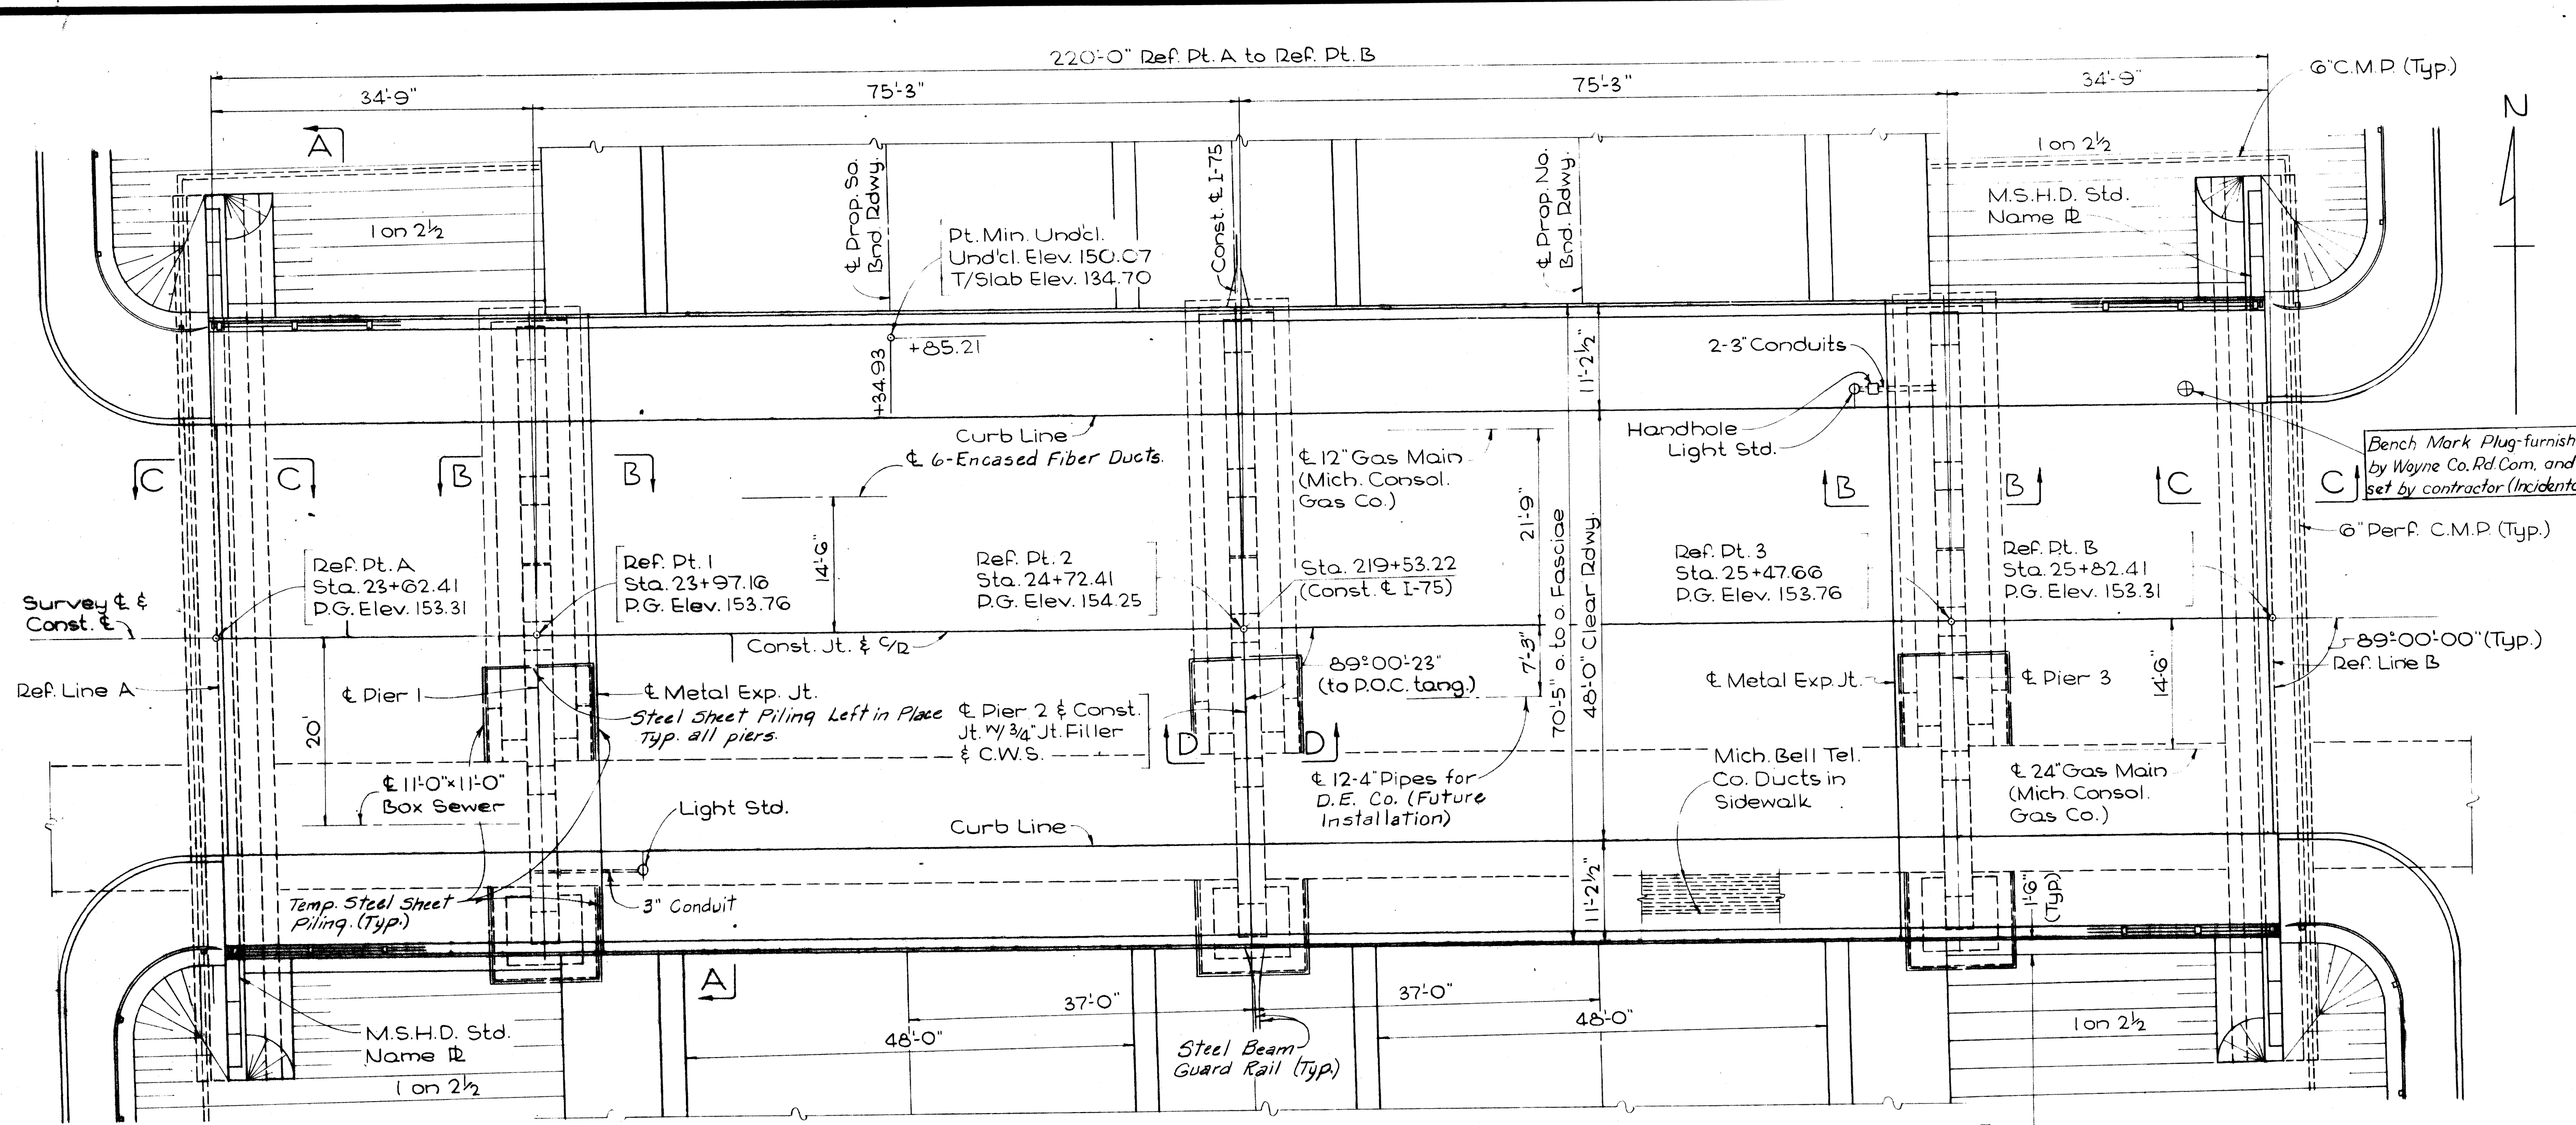 220'-0" Ref. Pt. A to Ref. Pt. B
34'-9"
75'-3"
75'-3"
34'-9"
6" C.M.P. (Typ.)
N
A
1 on 2½
℄ Prop. So.
Bnd. Rdwy.
Pt. Min. Und'cl.
Und'cl. Elev. 150.07
T/Slab Elev. 134.70
Const. ℄ I-75
℄ Prop. No.
Bnd. Rdwy.
1 on 2½
M.S.H.D. Std.
Name ℙL
+85.21
+34.93
11'-2½"
2-3" Conduits
Handhole
Light Std.
Curb Line
℄ 6-Encased Fiber Ducts.
℄ 12" Gas Main
(Mich. Consol.
Gas Co.)
Bench Mark Plug-furnish
by Wayne Co. Rd. Com. and
set by contractor (Incident
C
C
B
B
B
B
C
C
6" Perf. C.M.P. (Typ.)
14'-6"
21'-9"
70'-5" o. to o. Fasciae
48'-0" Clear Rdwy.
Ref. Pt. A
Sta. 23+62.41
P.G. Elev. 153.31
Ref. Pt. 1
Sta. 23+97.16
P.G. Elev. 153.76
Ref. Pt. 2
Sta. 24+72.41
P.G. Elev. 154.25
Sta. 219+53.22
(Const. ℄ I-75)
Ref. Pt. 3
Sta. 25+47.66
P.G. Elev. 153.76
Ref. Pt. B
Sta. 25+82.41
P.G. Elev. 153.31
Survey ℄ &
Const. ℄
Const. Jt. & C/R
7'-3"
89°00'-00" (Typ.)
Ref. Line B
Ref. Line A
20'
℄ Pier 1
℄ Metal Exp. Jt.
Steel Sheet Piling Left in Place
Typ. all piers.
℄ Pier 2 & Const.
Jt. W/ 3/4" Jt. Filler
& C.W.S.
89°00'-23"
(to P.O.C. tang.)
℄ Metal Exp. Jt.
℄ Pier 3
14'-6"
D
D
℄ 11'-0"x11'-0"
Box Sewer
Light Std.
Curb Line
℄ 12-4" Pipes for
D.E. Co. (Future
Installation)
Mich. Bell Tel.
Co. Ducts in
Sidewalk
℄ 24" Gas Main
(Mich. Consol.
Gas Co.)
Temp. Steel Sheet
Piling. (Typ.)
3" Conduit
11'-2½"
1'-6"
(Typ)
A
M.S.H.D. Std.
Name ℙL
1 on 2½
37'-0"
37'-0"
48'-0"
48'-0"
Steel Beam
Guard Rail (Typ.)
1 on 2½